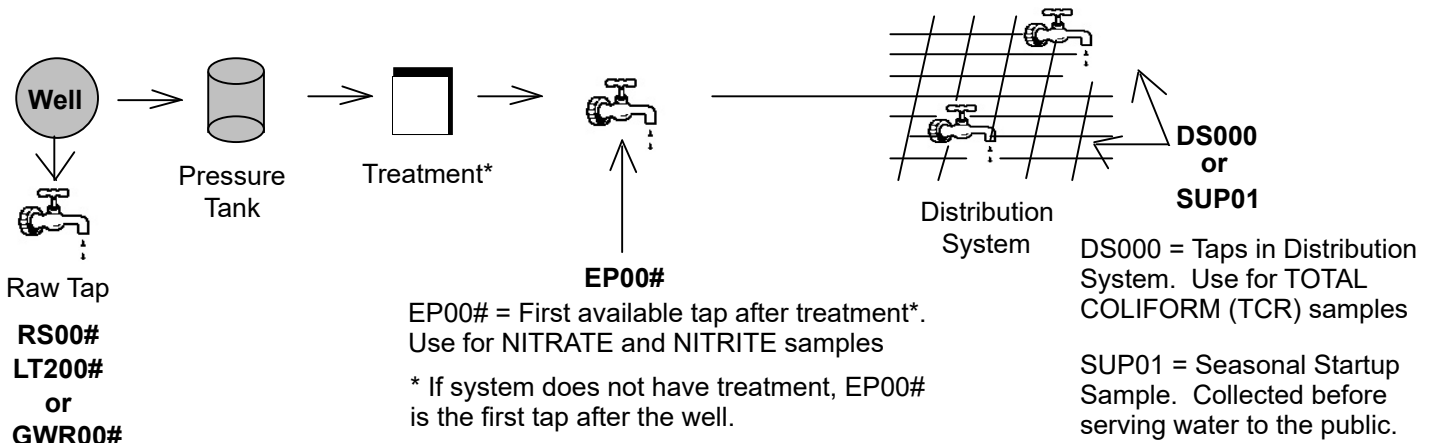 Well
Pressure
Tank
Treatment*
Raw Tap
RS00#
LT200#
or
GWR00#
EP00#
EP00# = First available tap after treatment*.
Use for NITRATE and NITRITE samples
* If system does not have treatment, EP00#
is the first tap after the well.
Distribution
System
DS000
or
SUP01
DS000 = Taps in Distribution
System. Use for TOTAL
COLIFORM (TCR) samples
SUP01 = Seasonal Startup
Sample. Collected before
serving water to the public.